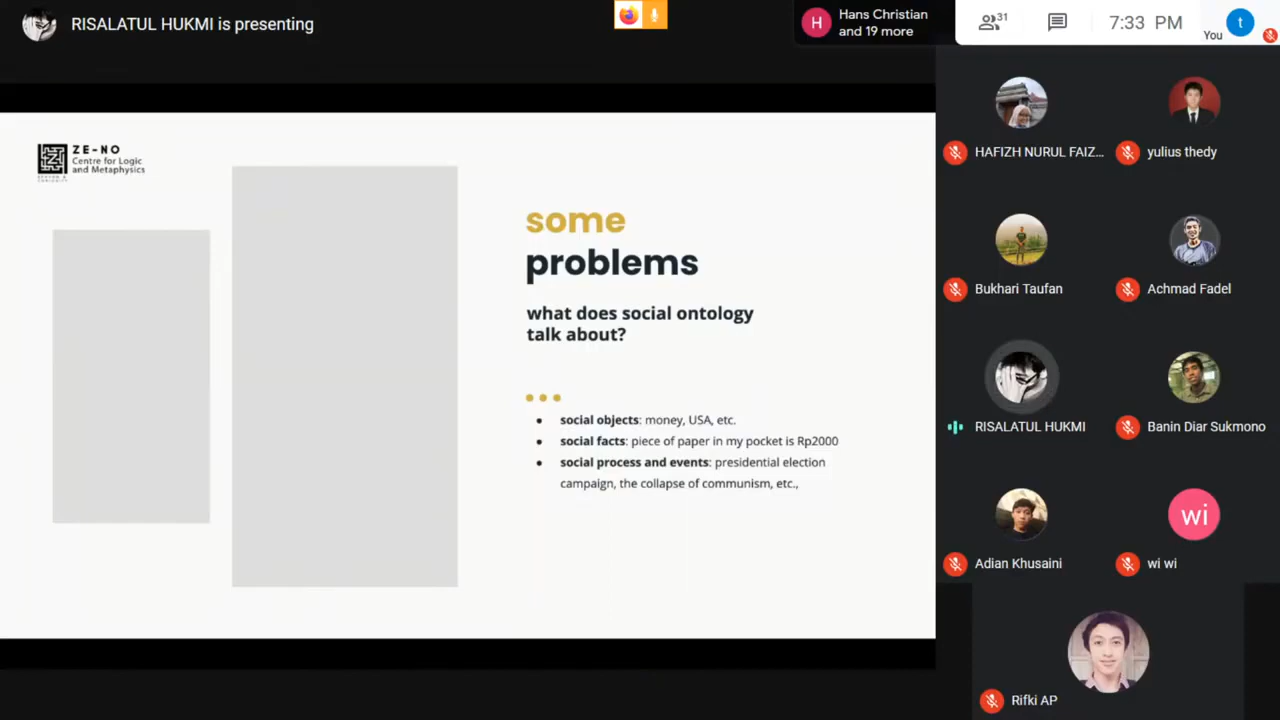 RISALATUL HUKMI is presenting
H
Hans Christian
and 19 more
31
7:33 PM
You
t
ZE-NO
Centre for Logic
and Metaphysics
some
problems
what does social ontology
talk about?
social objects: money, USA, etc.
social facts: piece of paper in my pocket is Rp2000
social process and events: presidential election
campaign, the collapse of communism, etc.,
HAFIZH NURUL FAIZ...
yulius thedy
Bukhari Taufan
Achmad Fadel
RISALATUL HUKMI
Banin Diar Sukmono
Adian Khusaini
wi
wi wi
Rifki AP